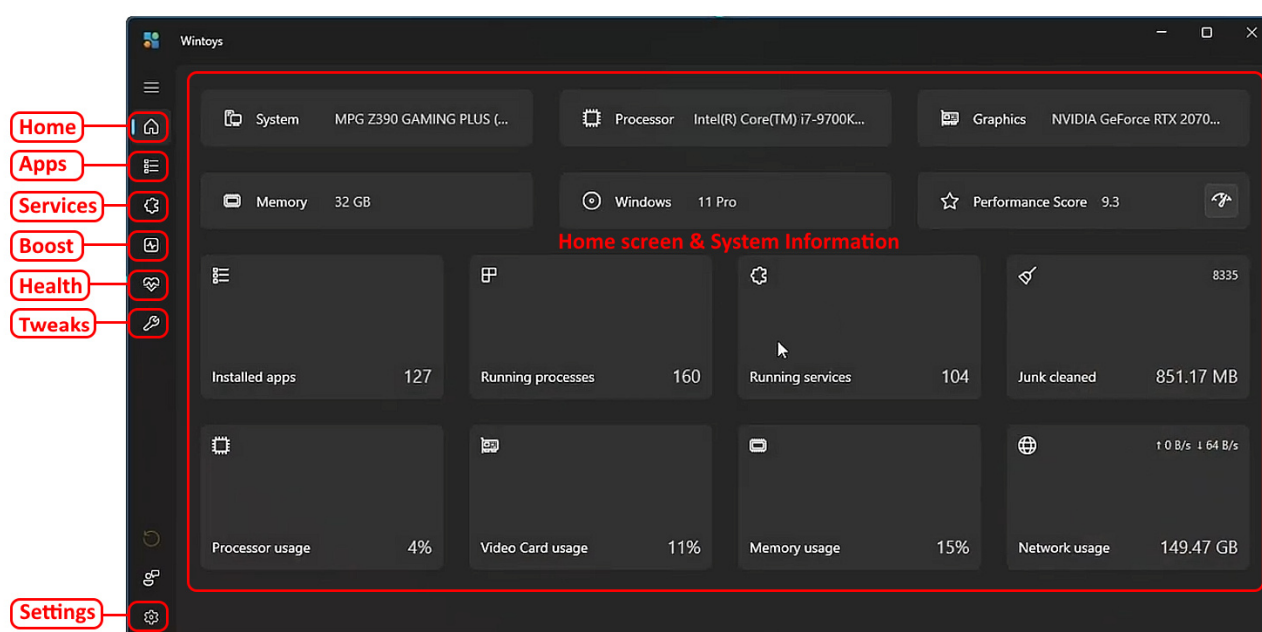 Wintoys
Home
Apps
Services
Boost
Health
Tweaks
Settings
System MPG Z390 GAMING PLUS (...
Processor Intel(R) Core(TM) i7-9700K...
Graphics NVIDIA GeForce RTX 2070...
Memory 32 GB
Windows 11 Pro
Performance Score 9.3
Home screen & System Information
8335
Installed apps 127
Running processes 160
Running services 104
Junk cleaned 851.17 MB
↑ 0 B/s ↓ 64 B/s
Processor usage 4%
Video Card usage 11%
Memory usage 15%
Network usage 149.47 GB